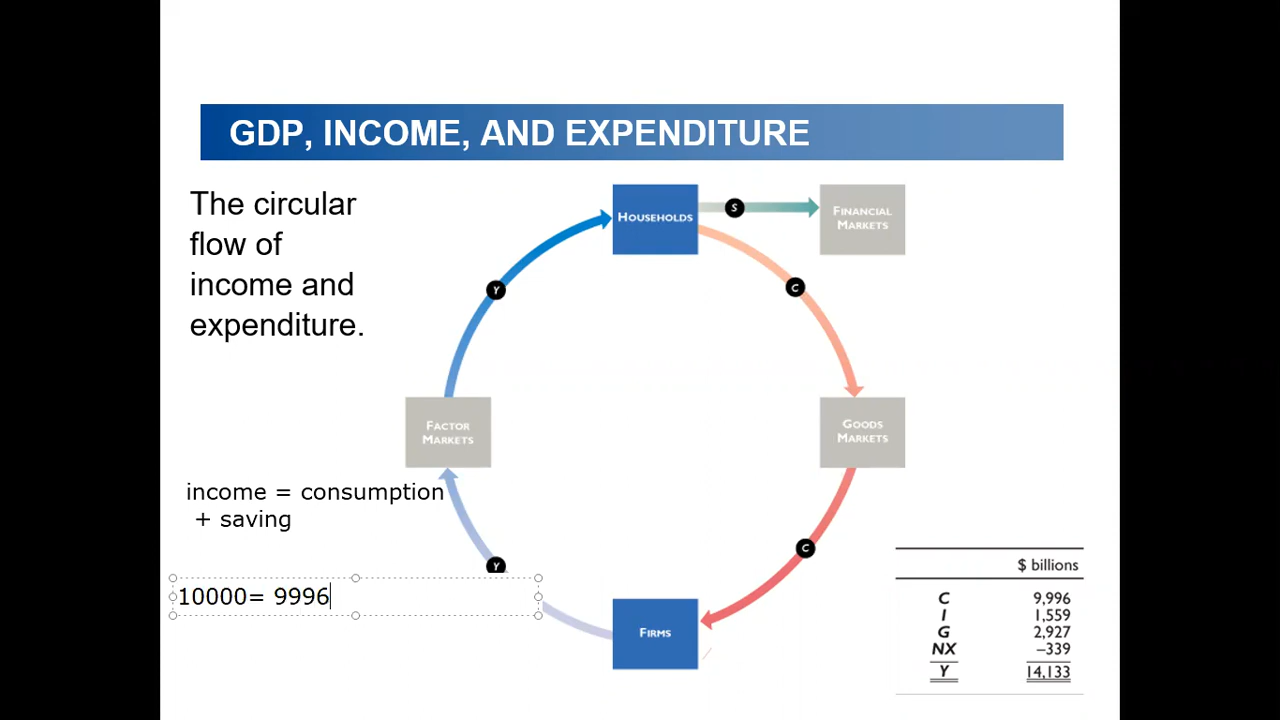 GDP, INCOME, AND EXPENDITURE
The circular
flow of
income and
expenditure.
HOUSEHOLDS
S
FINANCIAL
MARKETS
Y
C
FACTOR
MARKETS
GOODS
MARKETS
income = consumption
+ saving
Y
C
10000= 9996
FIRMS
$ billions
C 9,996
I 1,559
G 2,927
NX –339
Y 14,133